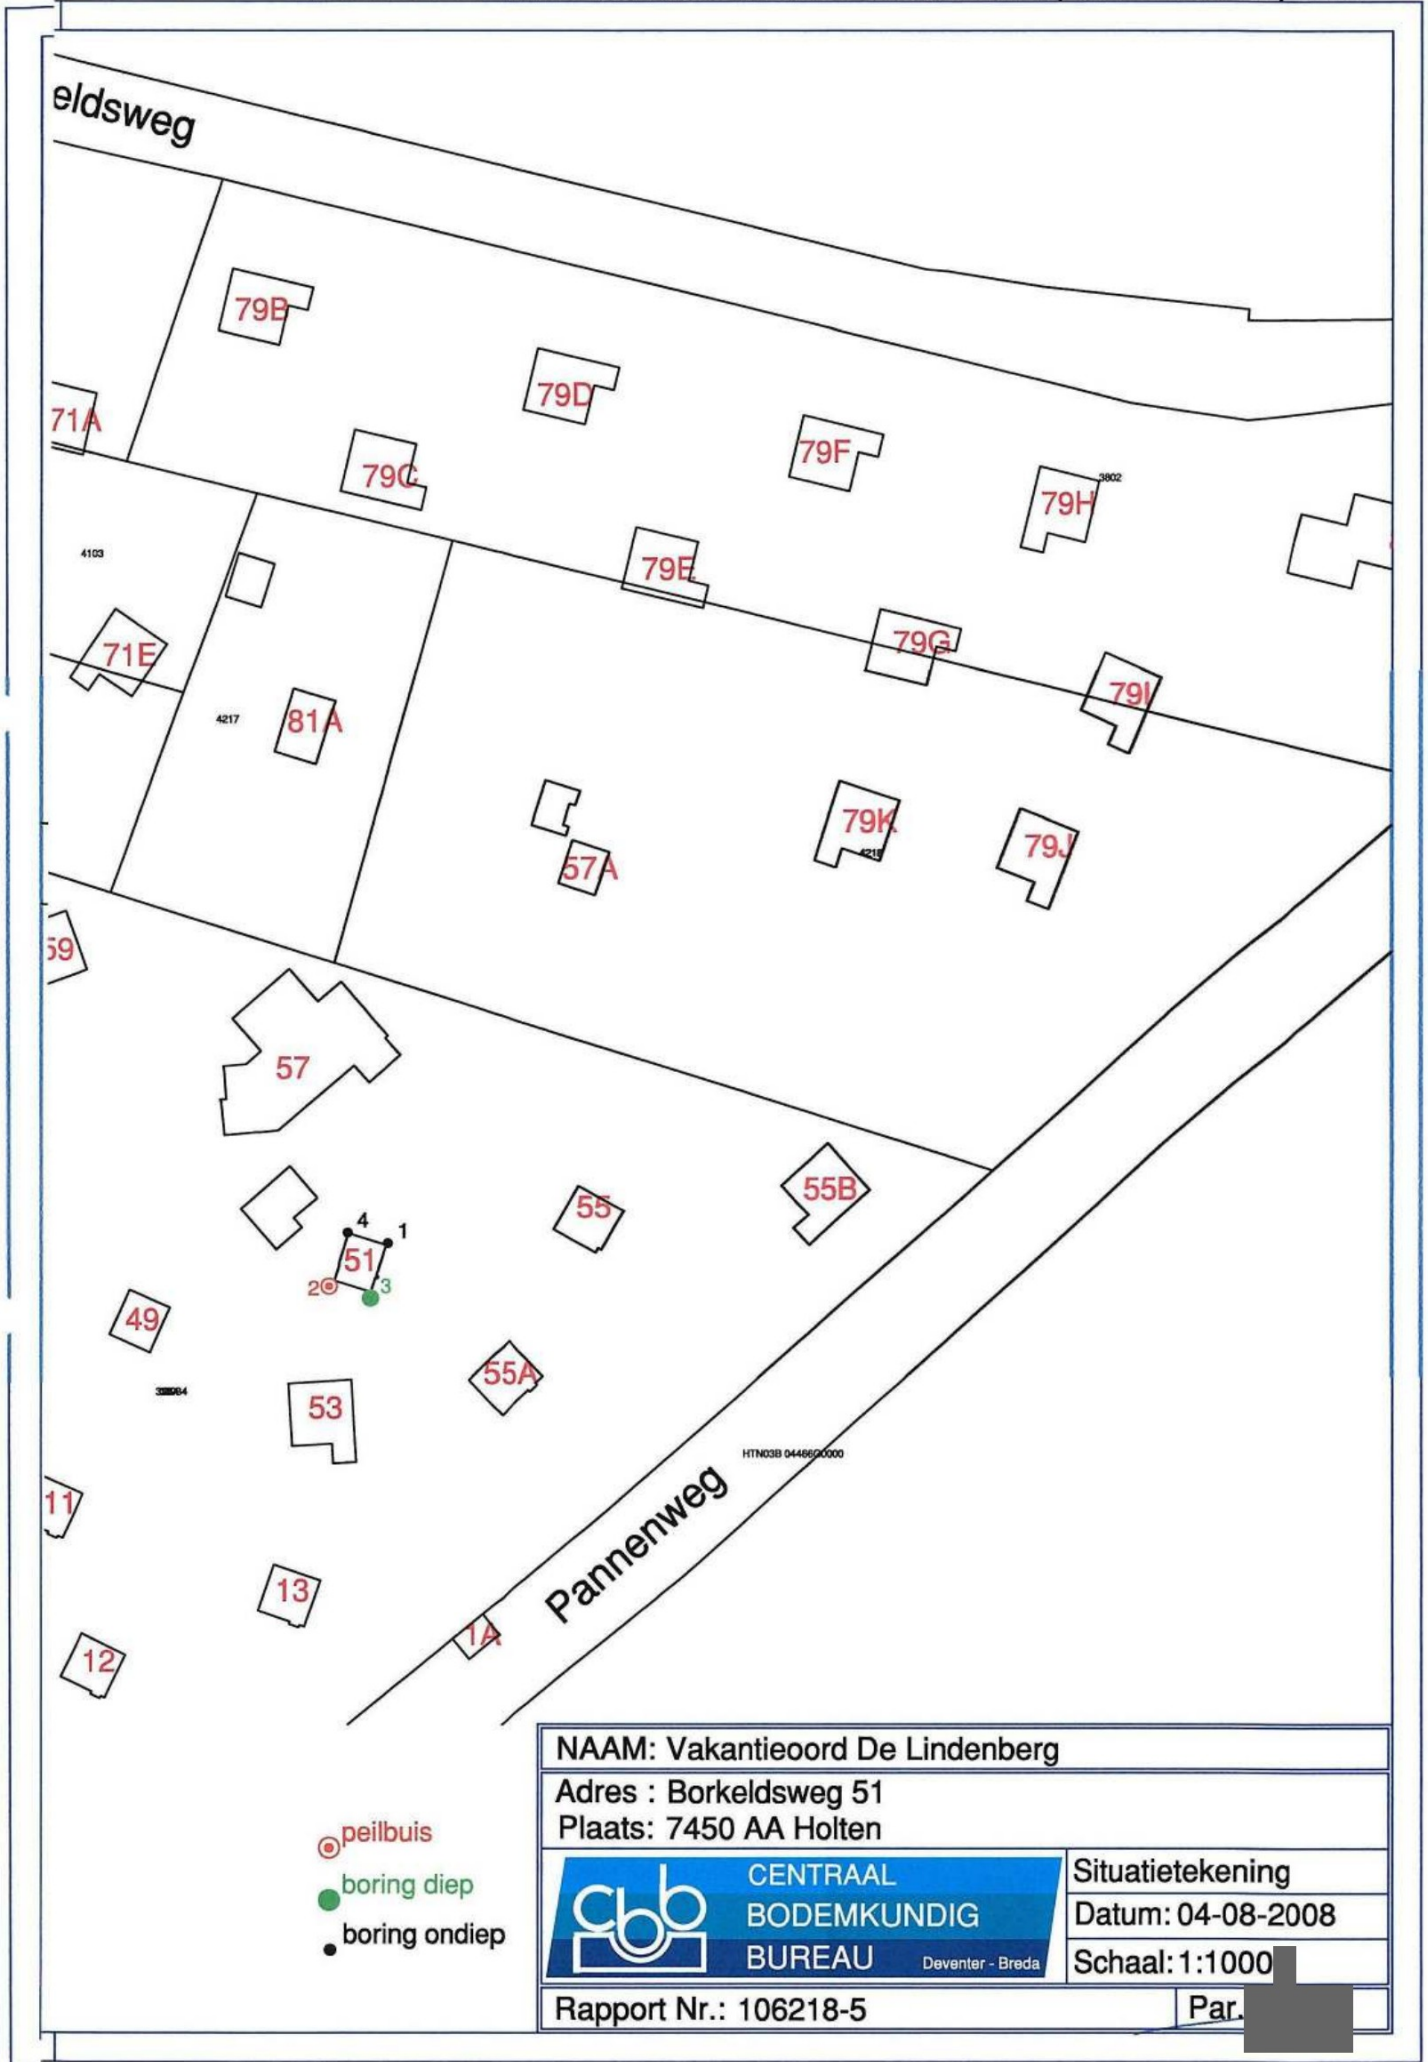 eldsweg
79B
79D
71A
79C
79F
79H
3802
4103
79E
79G
71E
79I
4217
81A
79K
4218
79J
57A
59
57
55B
55
4
1
51
2
3
49
55A
53
HTN03B 04486G0000
11
Pannenweg
13
1A
12
NAAM: Vakantieoord De Lindenberg
Adres : Borkeldsweg 51
Plaats: 7450 AA Holten
peilbuis
boring diep
boring ondiep
cbb
CENTRAAL
BODEMKUNDIG
BUREAU
Deventer - Breda
Situatietekening
Datum: 04-08-2008
Schaal: 1:1000
Rapport Nr.: 106218-5
Par.